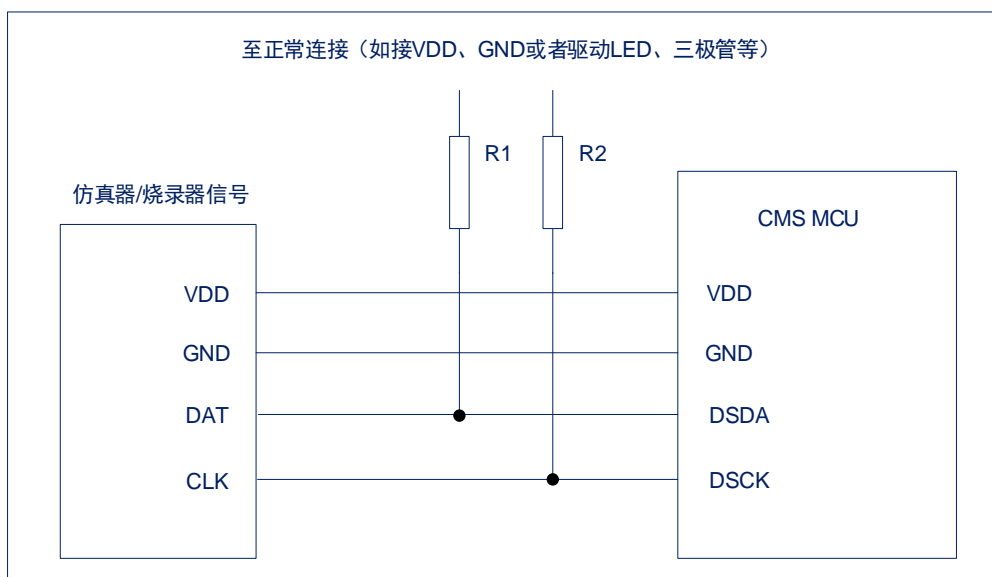 至正常连接（如接VDD、GND或者驱动LED、三极管等）
R1
R2
仿真器/烧录器信号
CMS MCU
VDD
VDD
GND
GND
DAT
DSDA
CLK
DSCK